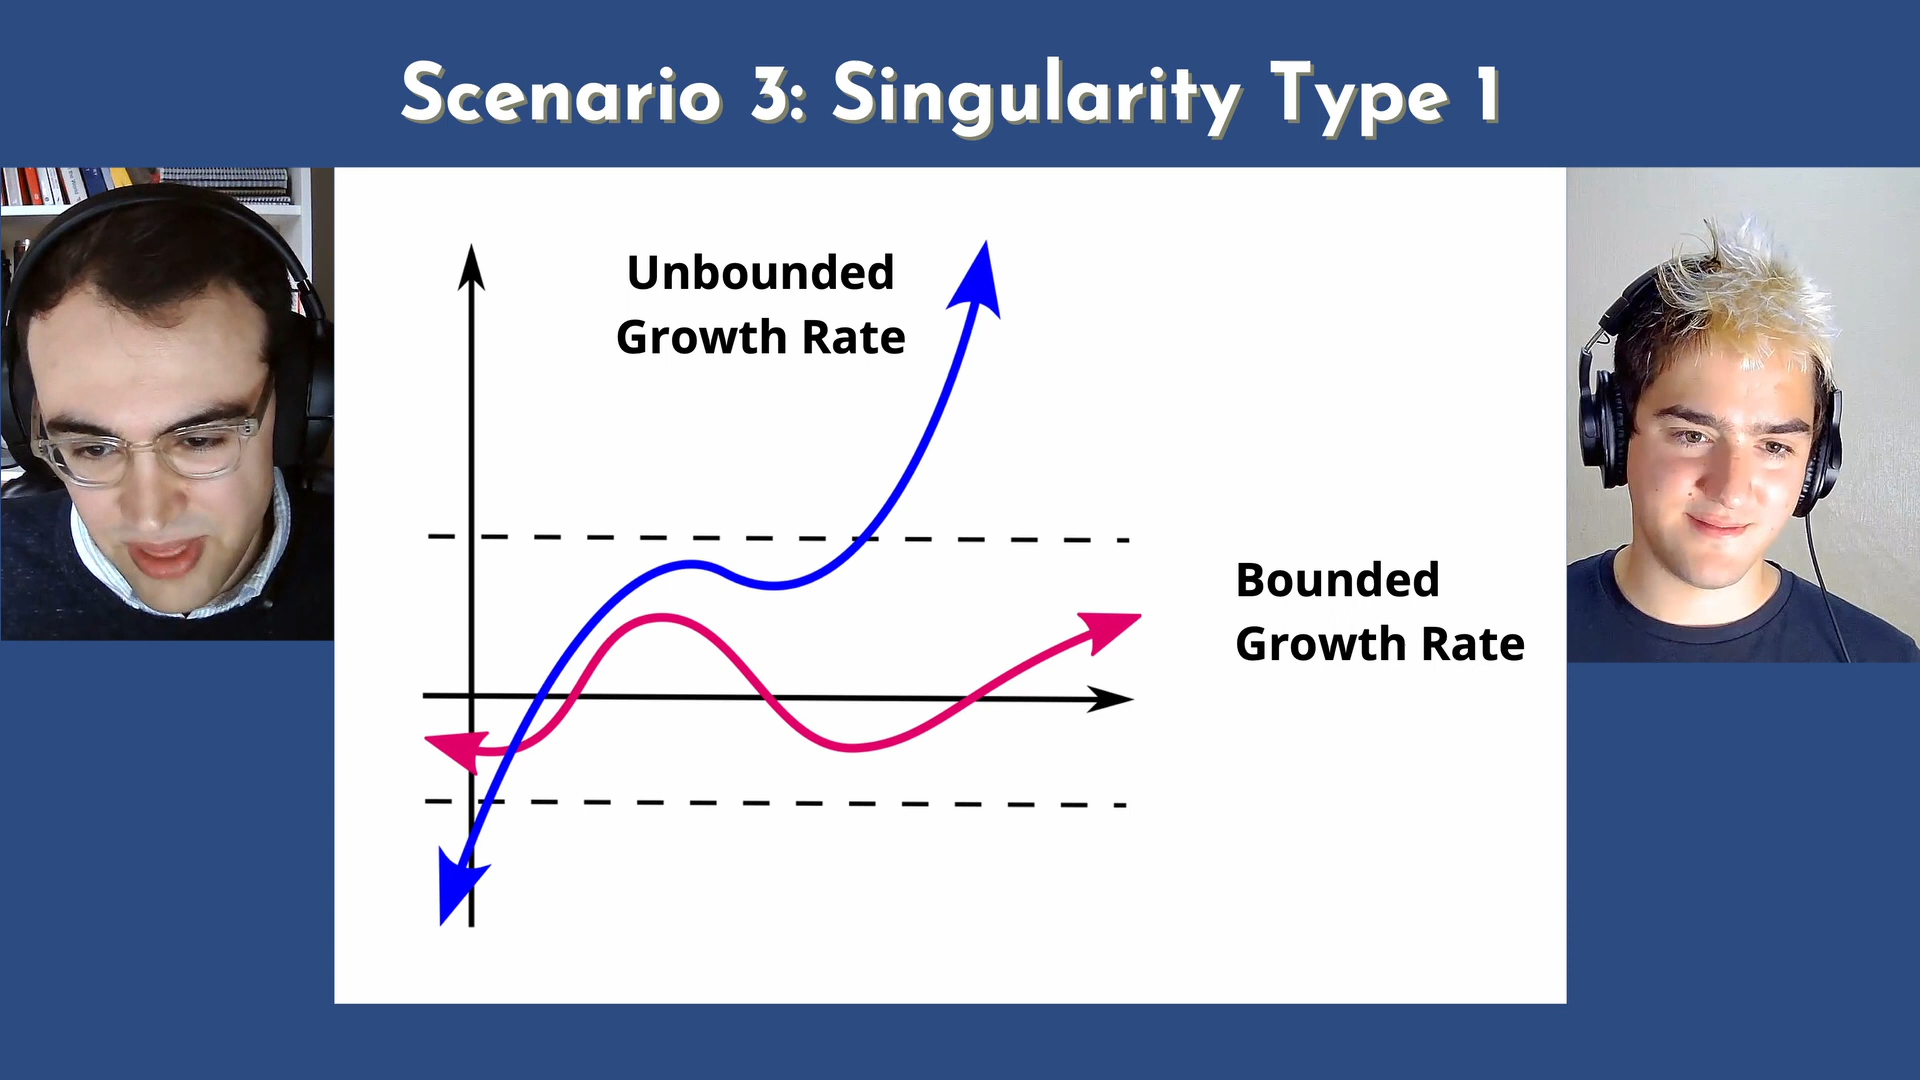 Scenario 3: Singularity Type 1
Unbounded
Growth Rate
Bounded
Growth Rate